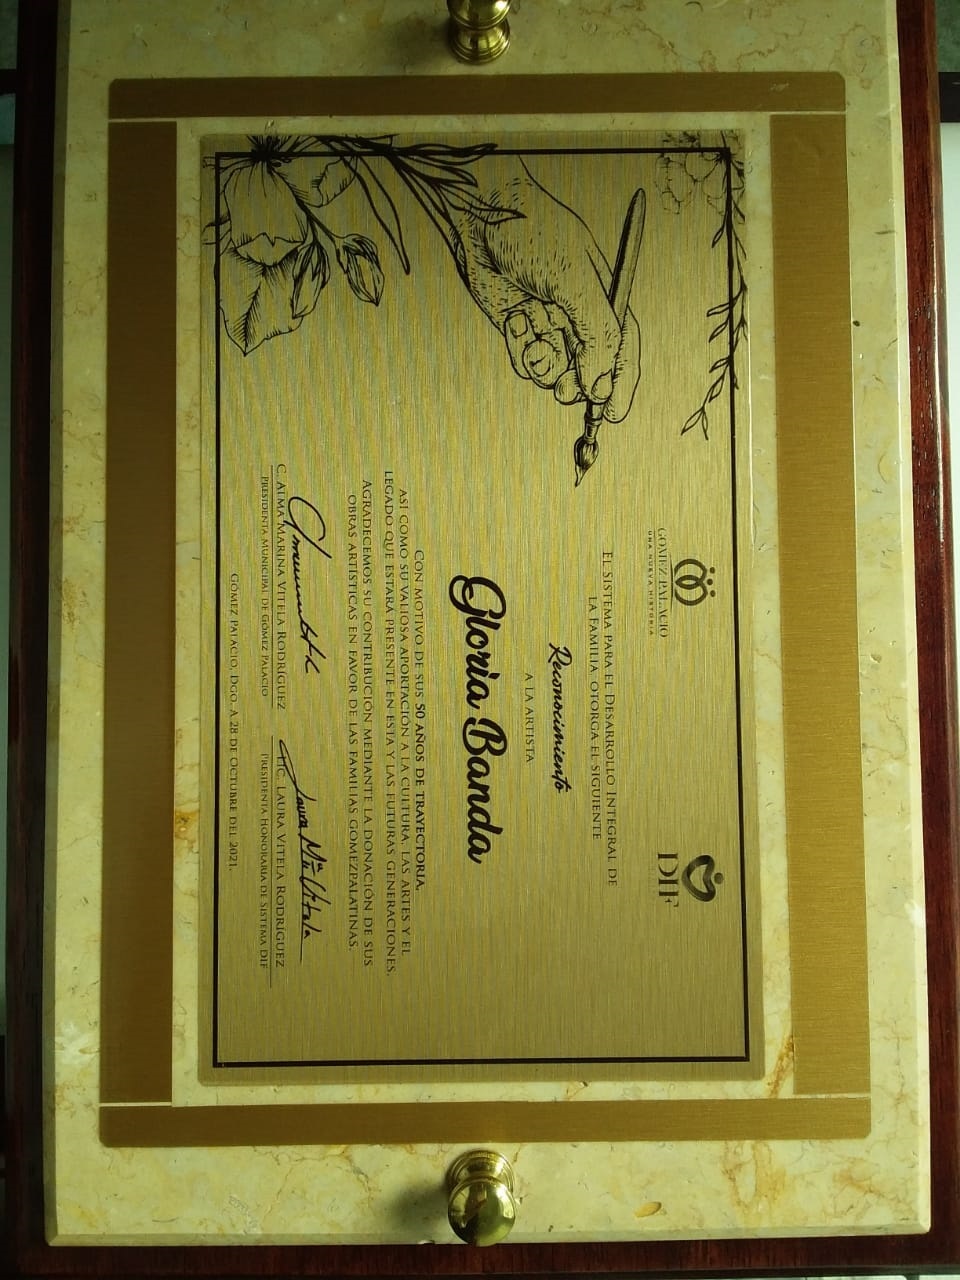 GÓMEZ PALACIO
UNA NUEVA HISTORIA
DIF
EL SISTEMA PARA EL DESARROLLO INTEGRAL DE
LA FAMILIA OTORGA EL SIGUIENTE
Reconocimiento
A LA ARTISTA
Gloria Banda
CON MOTIVO DE SUS 50 AÑOS DE TRAYECTORIA,
ASÍ COMO SU VALIOSA APORTACIÓN A LA CULTURA, LAS ARTES Y EL
LEGADO QUE ESTARÁ PRESENTE EN ESTA Y LAS FUTURAS GENERACIONES.
AGRADECEMOS SU CONTRIBUCIÓN MEDIANTE LA DONACIÓN DE SUS
OBRAS ARTÍSTICAS EN FAVOR DE LAS FAMILIAS GOMEZPALATINAS.
C. ALMA MARINA VITELA RODRÍGUEZ
PRESIDENTA MUNICIPAL DE GÓMEZ PALACIO
LIC. LAURA VITELA RODRÍGUEZ
PRESIDENTA HONORARIA DE SISTEMA DIF
GÓMEZ PALACIO, DGO. A 28 DE OCTUBRE DEL 2021.